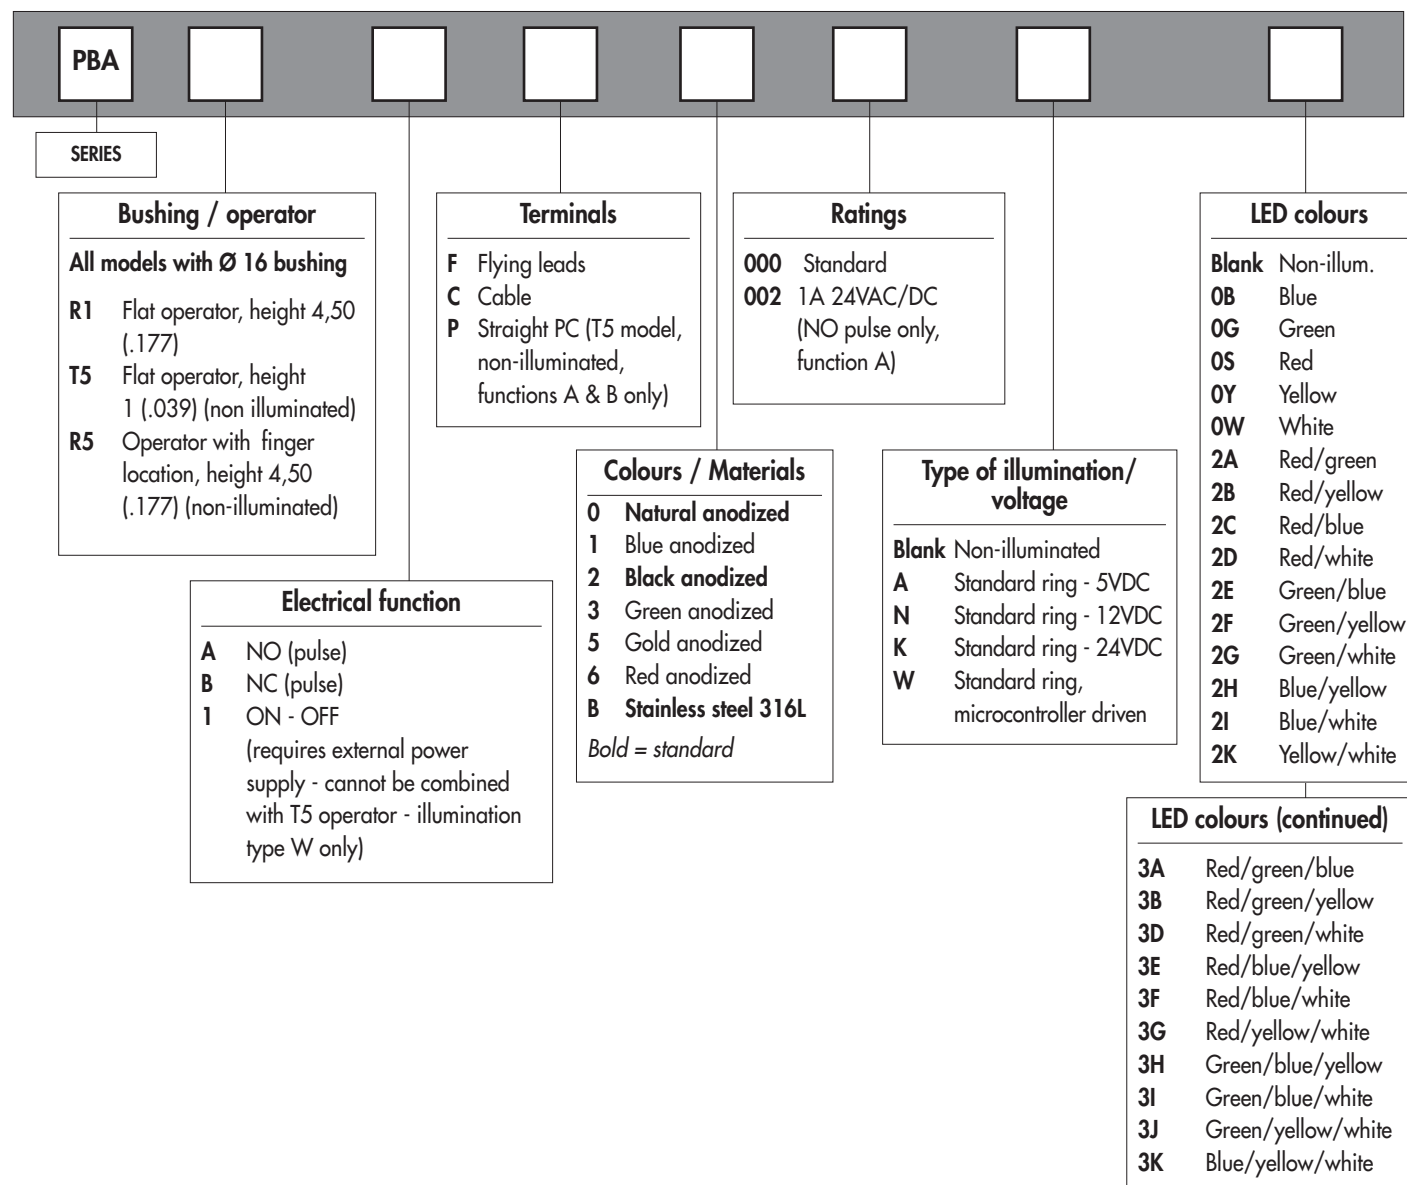 PBA
SERIES
Bushing / operator
All models with Ø 16 bushing
R1 Flat operator, height 4,50
(.177)
T5 Flat operator, height
1 (.039) (non illuminated)
R5 Operator with finger
location, height 4,50
(.177) (non-illuminated)
Electrical function
A NO (pulse)
B NC (pulse)
1 ON - OFF
(requires external power
supply - cannot be combined
with T5 operator - illumination
type W only)
Terminals
F Flying leads
C Cable
P Straight PC (T5 model,
non-illuminated,
functions A & B only)
Colours / Materials
0 Natural anodized
1 Blue anodized
2 Black anodized
3 Green anodized
5 Gold anodized
6 Red anodized
B Stainless steel 316L
Bold = standard
Ratings
000 Standard
002 1A 24VAC/DC
(NO pulse only,
function A)
Type of illumination/
voltage
Blank Non-illuminated
A Standard ring - 5VDC
N Standard ring - 12VDC
K Standard ring - 24VDC
W Standard ring,
microcontroller driven
LED colours
Blank Non-illum.
0B Blue
0G Green
0S Red
0Y Yellow
0W White
2A Red/green
2B Red/yellow
2C Red/blue
2D Red/white
2E Green/blue
2F Green/yellow
2G Green/white
2H Blue/yellow
2I Blue/white
2K Yellow/white
LED colours (continued)
3A Red/green/blue
3B Red/green/yellow
3D Red/green/white
3E Red/blue/yellow
3F Red/blue/white
3G Red/yellow/white
3H Green/blue/yellow
3I Green/blue/white
3J Green/yellow/white
3K Blue/yellow/white